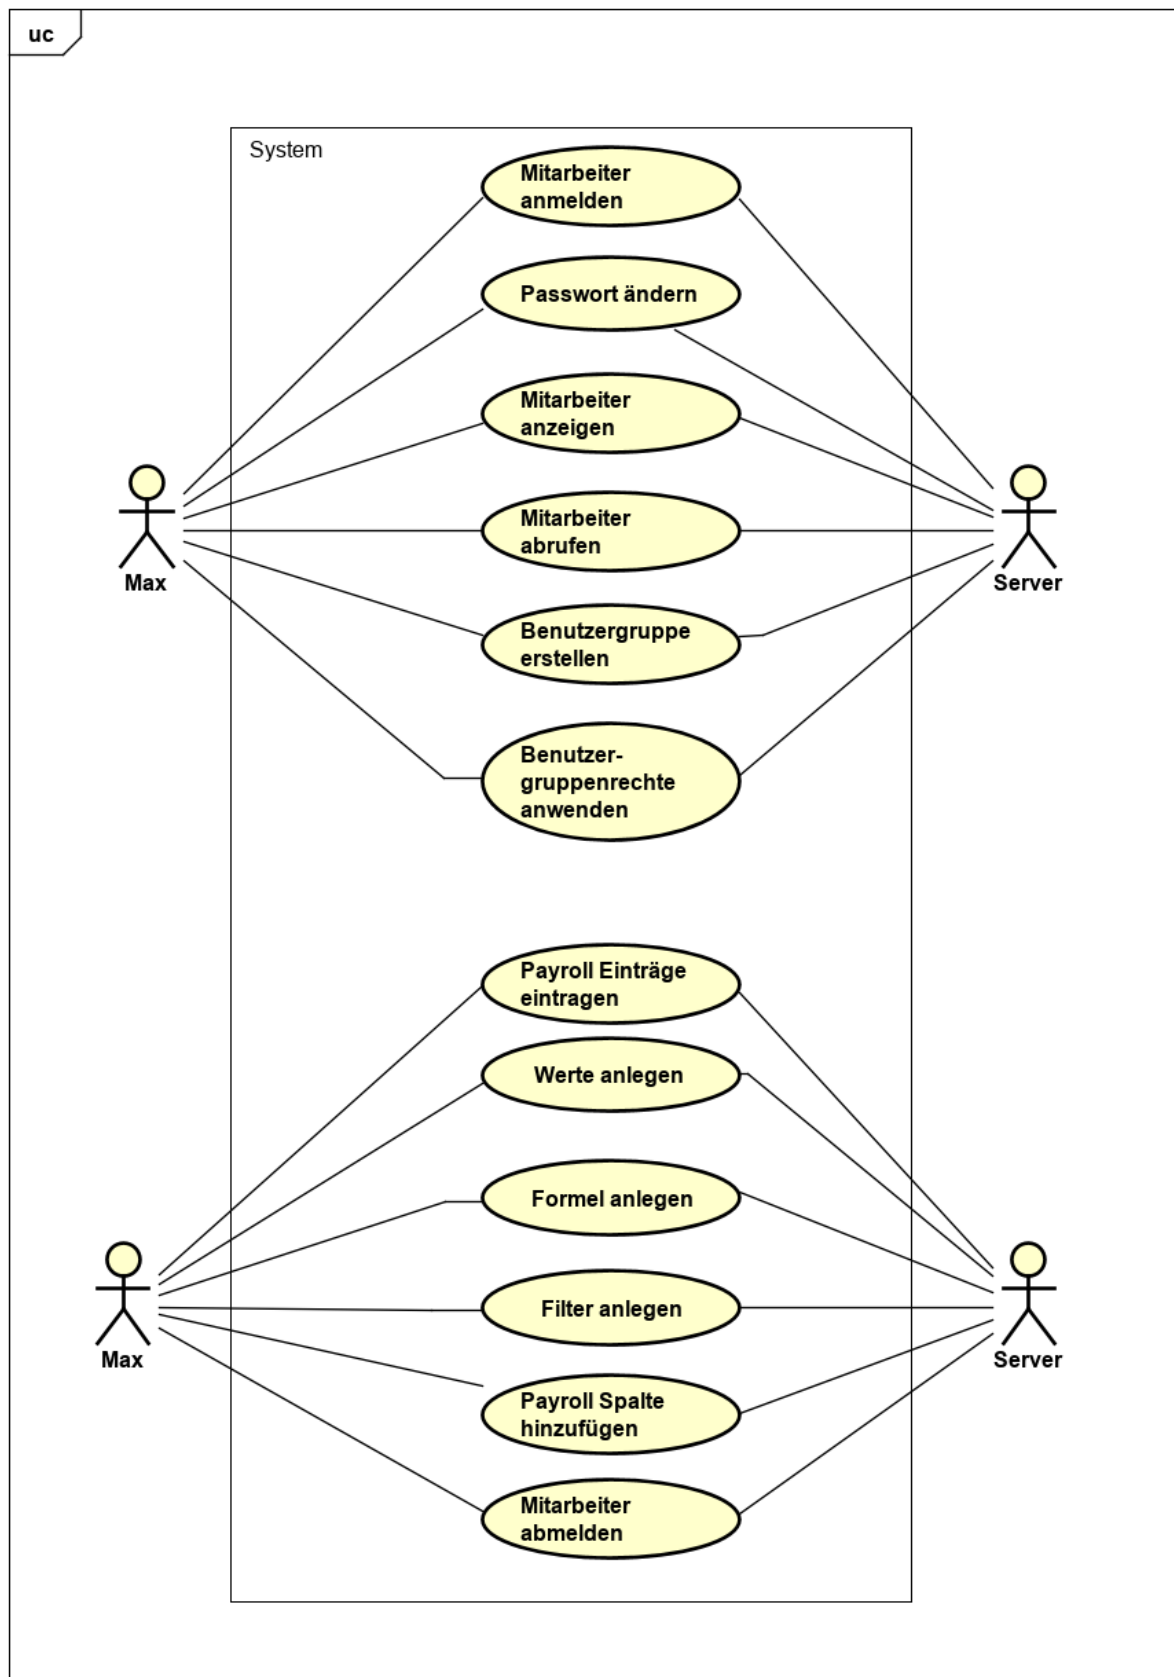 uc
System
Mitarbeiter
anmelden
Passwort ändern
Mitarbeiter
anzeigen
Mitarbeiter
abrufen
Max
Server
Benutzergruppe
erstellen
Benutzer-
gruppenrechte
anwenden
Payroll Einträge
eintragen
Werte anlegen
Formel anlegen
Filter anlegen
Max
Server
Payroll Spalte
hinzufügen
Mitarbeiter
abmelden